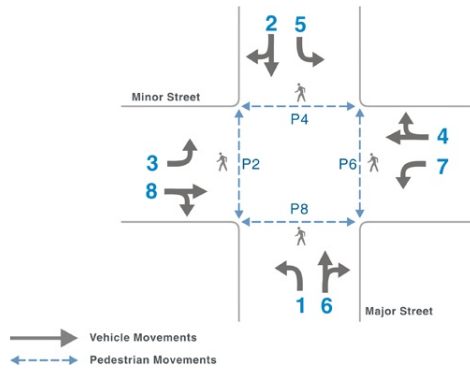 2 5
Minor Street
P4
4
3 P2 P6
7
8
P8
1 6
Major Street
Vehicle Movements
Pedestrian Movements